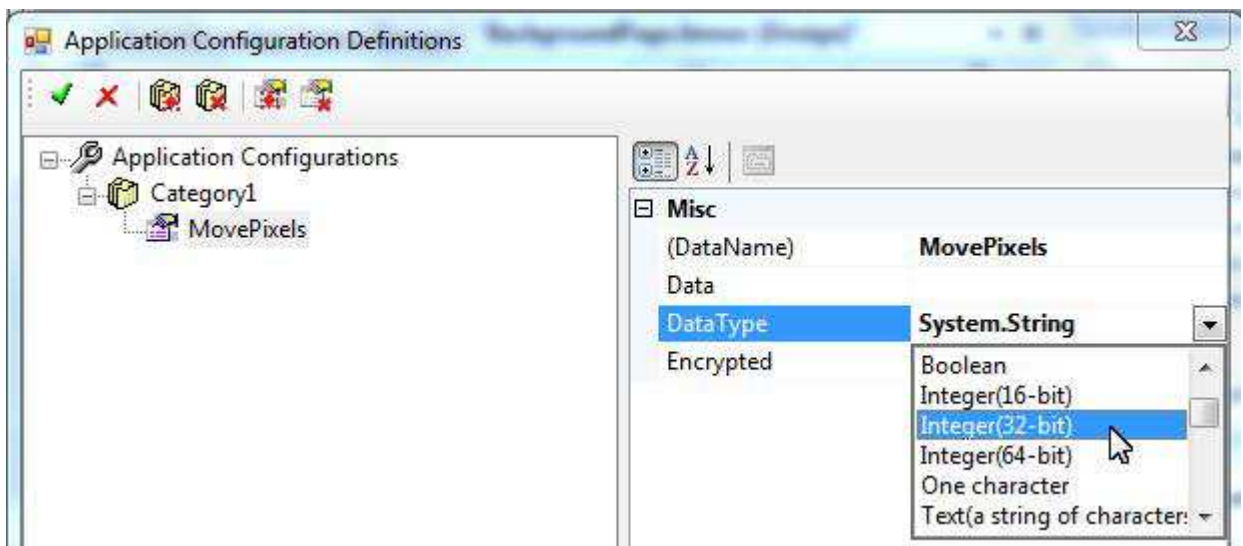 Application Configuration Definitions
Application Configurations
Category1
MovePixels
A
Z
Misc
(DataName) MovePixels
Data
DataType System.String
Encrypted
Boolean
Integer(16-bit)
Integer(32-bit)
Integer(64-bit)
One character
Text(a string of character